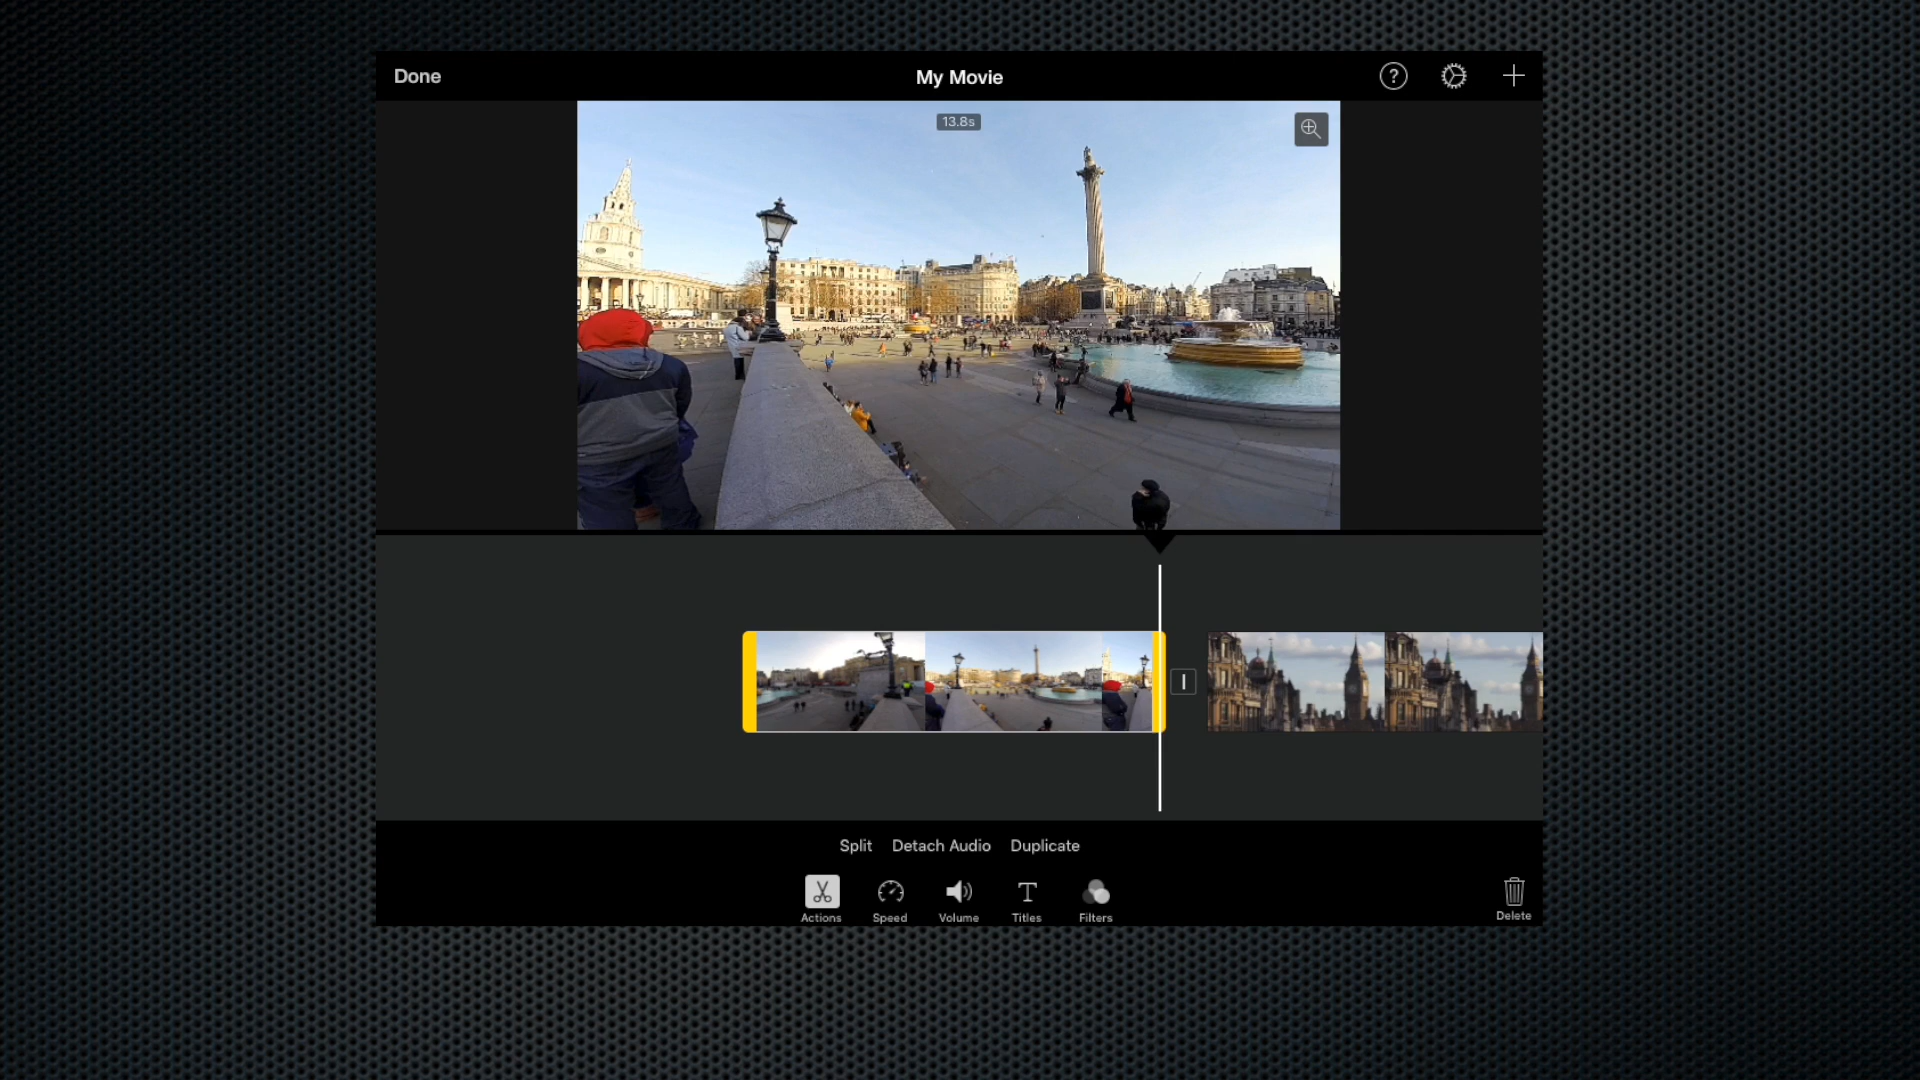 Done
My Movie
?
13.8s
Split
Detach Audio
Duplicate
T
Actions
Speed
Volume
Titles
Filters
Delete